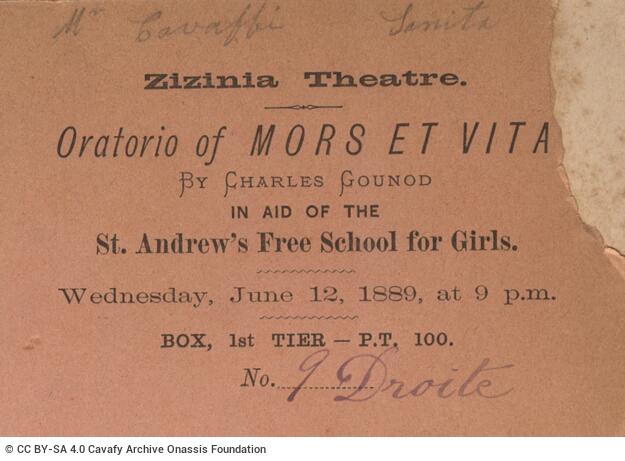 Mr Cavaffi Sanità
Zizinia Theatre.
Oratorio of MORS ET VITA
BY CHARLES GOUNOD
IN AID OF THE
St. Andrew's Free School for Girls.
Wednesday, June 12, 1889, at 9 p.m.
BOX, 1st TIER — P.T. 100.
No. 9 Droite
© CC BY-SA 4.0 Cavafy Archive Onassis Foundation